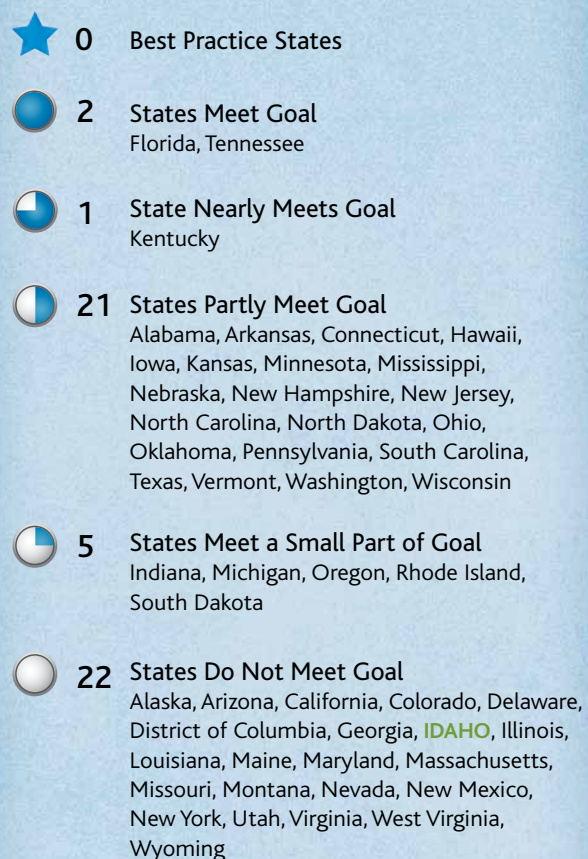 0 Best Practice States
2 States Meet Goal
Florida, Tennessee
1 State Nearly Meets Goal
Kentucky
21 States Partly Meet Goal
Alabama, Arkansas, Connecticut, Hawaii,
Iowa, Kansas, Minnesota, Mississippi,
Nebraska, New Hampshire, New Jersey,
North Carolina, North Dakota, Ohio,
Oklahoma, Pennsylvania, South Carolina,
Texas, Vermont, Washington, Wisconsin
5 States Meet a Small Part of Goal
Indiana, Michigan, Oregon, Rhode Island,
South Dakota
22 States Do Not Meet Goal
Alaska, Arizona, California, Colorado, Delaware,
District of Columbia, Georgia, IDAHO, Illinois,
Louisiana, Maine, Maryland, Massachusetts,
Missouri, Montana, Nevada, New Mexico,
New York, Utah, Virginia, West Virginia,
Wyoming